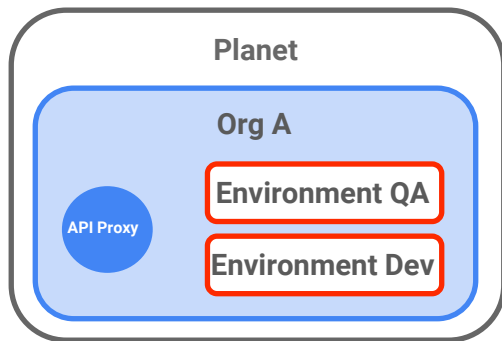 Planet
Org A
Environment QA
API Proxy
Environment Dev